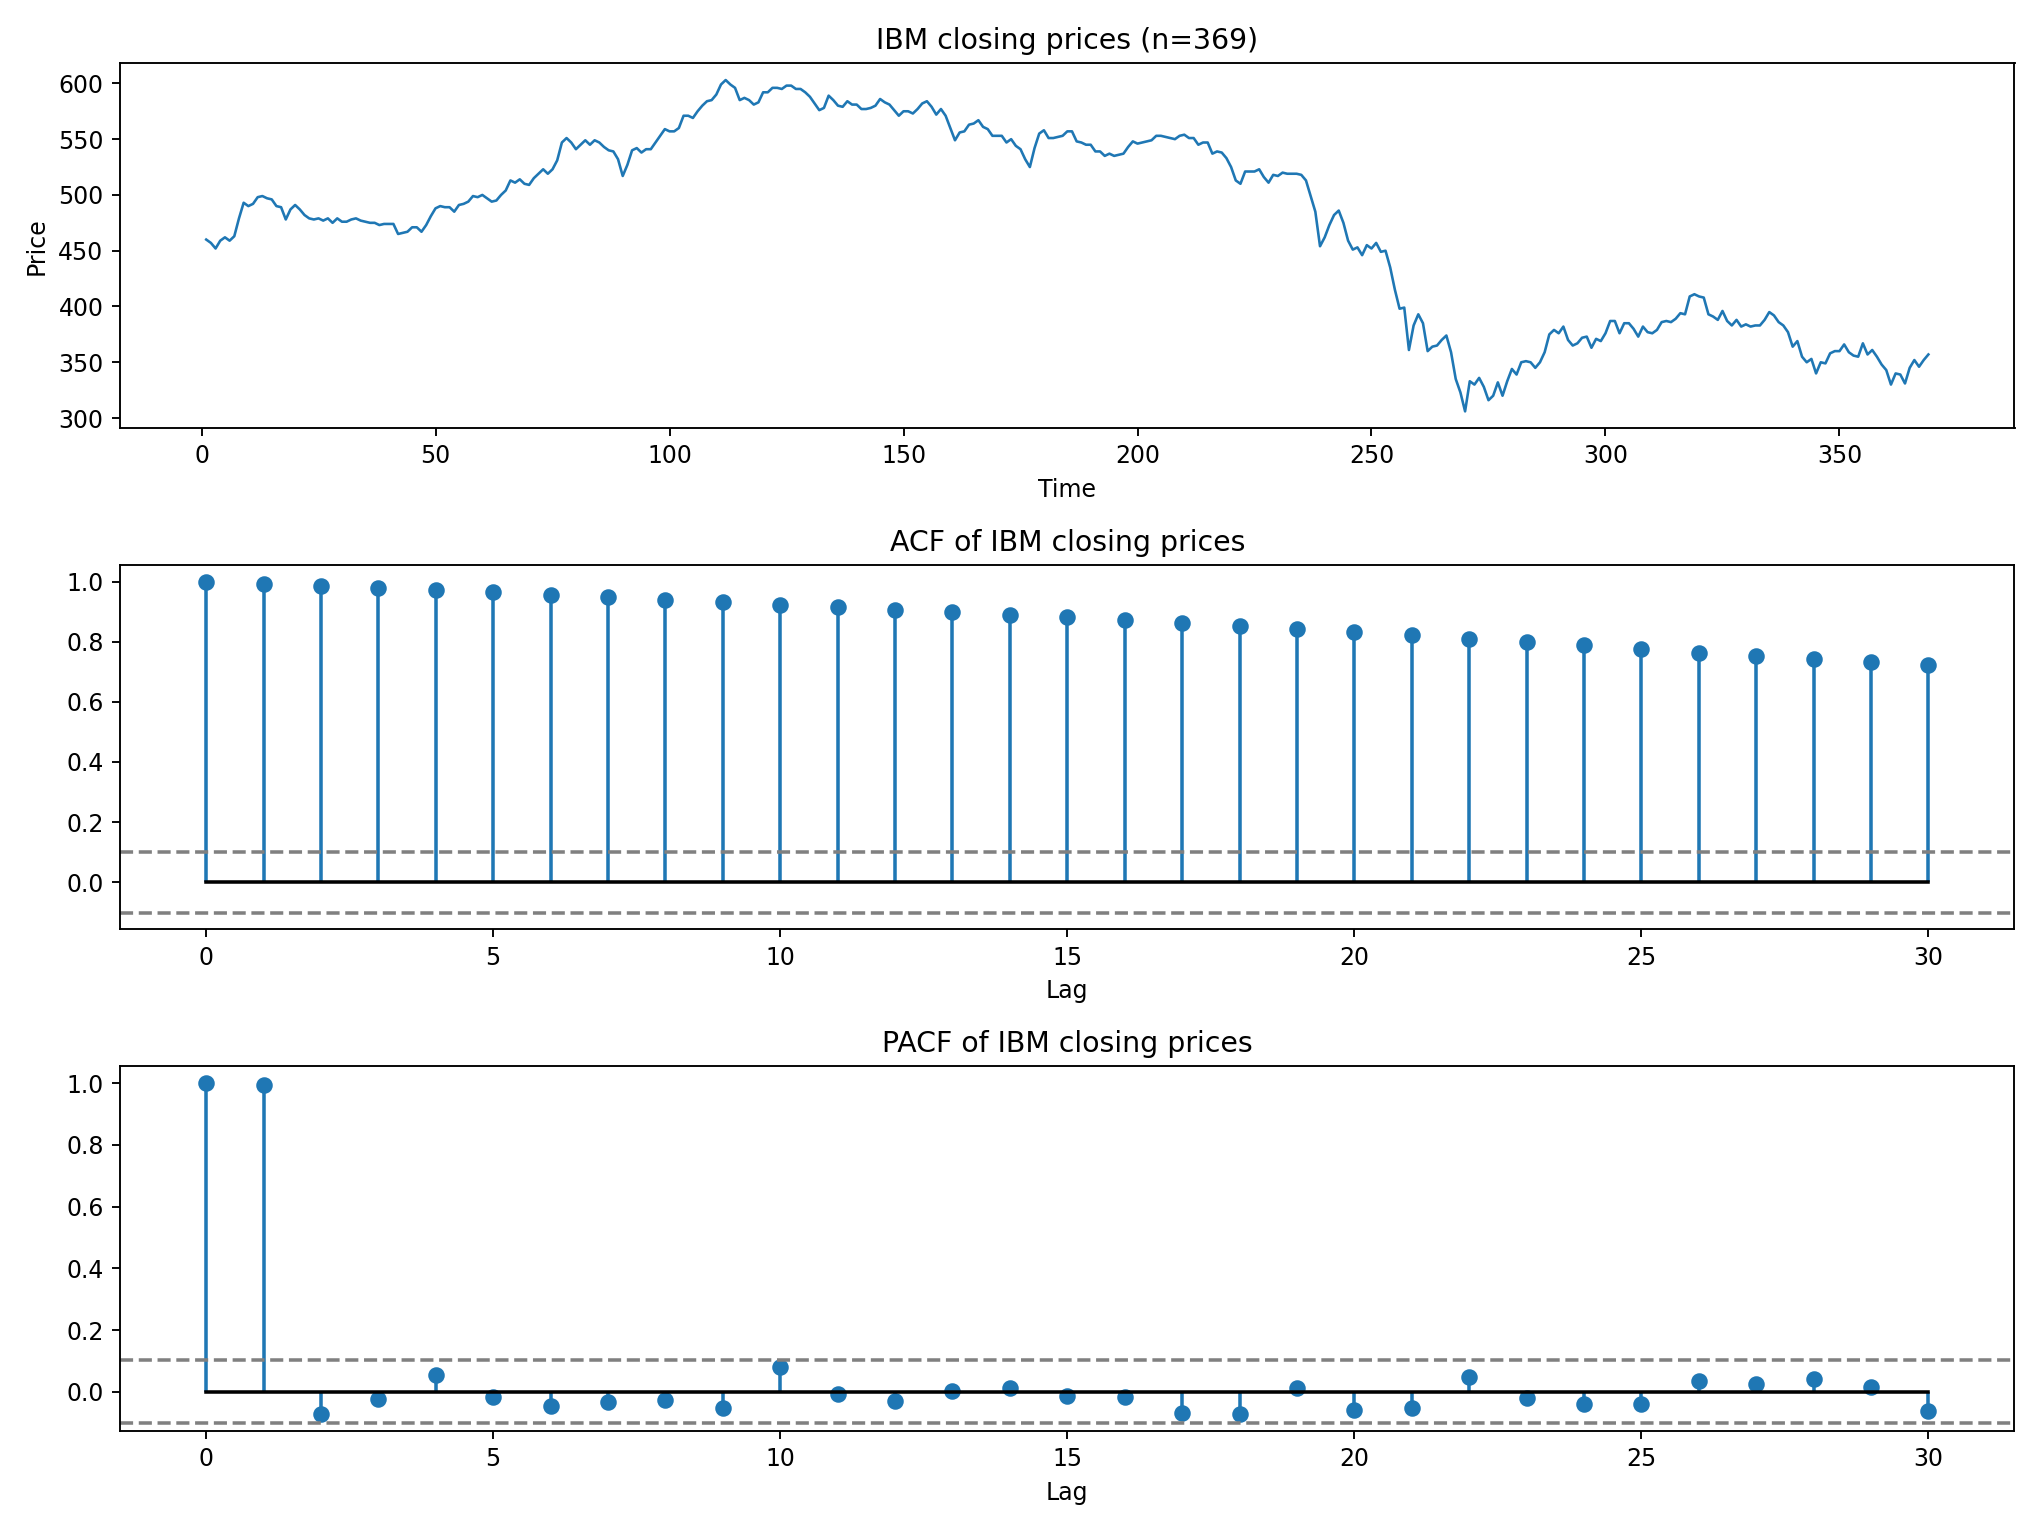 IBM closing prices (n=369)
600
550
500
450
400
350
300
Price
0 50 100 150 200 250 300 350
Time
ACF of IBM closing prices
1.0
0.8
0.6
0.4
0.2
0.0
0 5 10 15 20 25 30
Lag
PACF of IBM closing prices
1.0
0.8
0.6
0.4
0.2
0.0
0 5 10 15 20 25 30
Lag